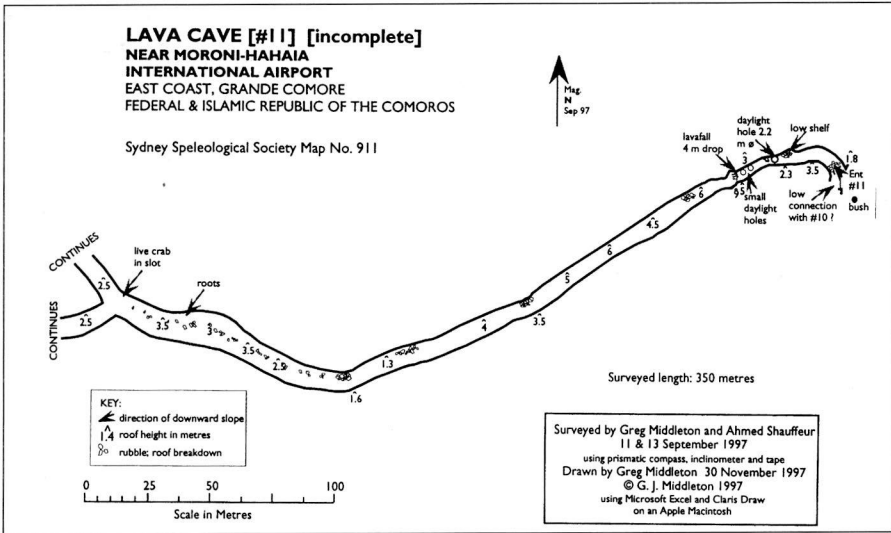 LAVA CAVE [#11] [incomplete]
NEAR MORONI-HAHAIA
INTERNATIONAL AIRPORT
EAST COAST, GRANDE COMORE
FEDERAL & ISLAMIC REPUBLIC OF THE COMOROS
Sydney Speleological Society Map No. 911
Mag.
N
Sep 97
daylight
hole 2.2
m ø
low shelf
lavafall
4 m drop
3
1.8
Ent
#11
bush
2.3
3.5
low
connection
with #10 ?
small
daylight
holes
9.5
6
4.5
6
5
3.5
4
1.3
1.6
2.5
3.5
3
3.5
roots
live crab
in slot
CONTINUES
2.5
CONTINUES
2.5
KEY:
direction of downward slope
1.4 roof height in metres
rubble; roof breakdown
0 25 50 100
Scale in Metres
Surveyed length: 350 metres
Surveyed by Greg Middleton and Ahmed Shauffeur
11 & 13 September 1997
using prismatic compass, inclinometer and tape
Drawn by Greg Middleton 30 November 1997
© G. J. Middleton 1997
using Microsoft Excel and Claris Draw
on an Apple Macintosh